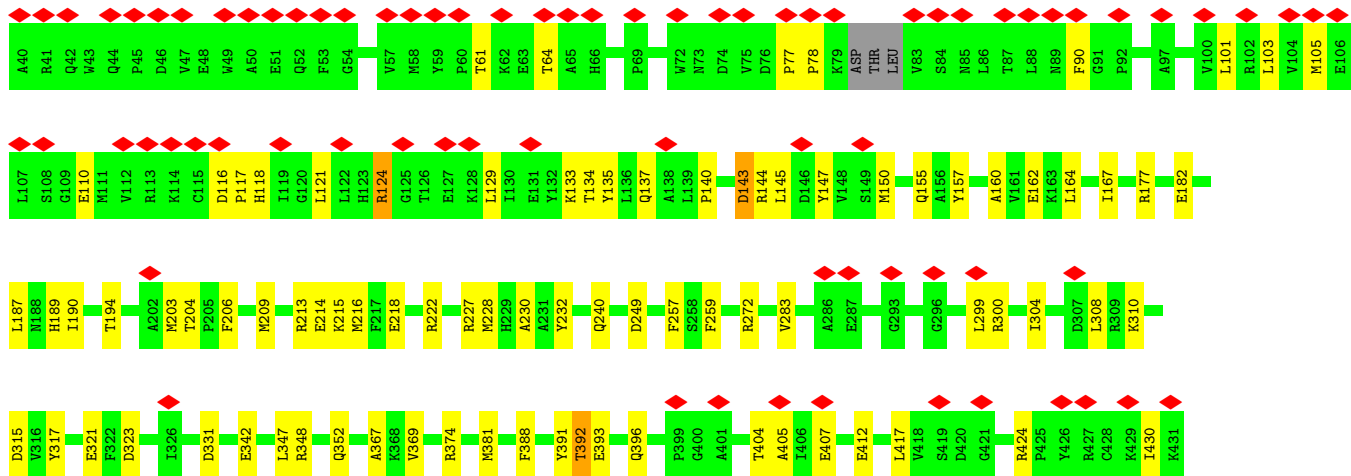 A40 R41 Q42 W43 Q44 P45 D46 V47 E48 W49 A50 E51 Q52 F53 G54 V57 M58 Y59 P60 T61 K62 E63 T64 A65 H66 P69 W72 N73 D74 V75 D76 P77 P78 K79 ASP THR LEU V83 S84 N85 L86 T87 L88 N89 F90 G91 P92 A97 V100 L101 R102 L103 V104 M105 E106
L107 S108 G109 E110 M111 V112 R113 K114 C115 D116 P117 H118 I119 G120 L121 L122 H123 R124 G125 T126 E127 K128 L129 I130 E131 Y132 K133 T134 Y135 L136 Q137 A138 L139 P140 D143 R144 L145 D146 Y147 V148 S149 M150 Q155 A156 Y157 A160 V161 E162 K163 L164 I167 R177 E182
L187 N188 H189 I190 T194 A202 M203 T204 P205 F206 M209 R213 E214 K215 M216 F217 E218 R222 R227 M228 H229 A230 A231 Y232 Q240 D249 F257 S258 F259 R272 V283 A286 E287 G293 G296 L299 R300 I304 D307 L308 R309 K310
D315 V316 Y317 E321 F322 D323 I326 D331 E342 L347 R348 Q352 A367 K368 V369 R374 M381 F388 Y391 T392 E393 Q396 P399 G400 A401 T404 A405 I406 E407 E412 L417 V418 S419 D420 G421 R424 P425 Y426 R427 C428 K429 I430 K431